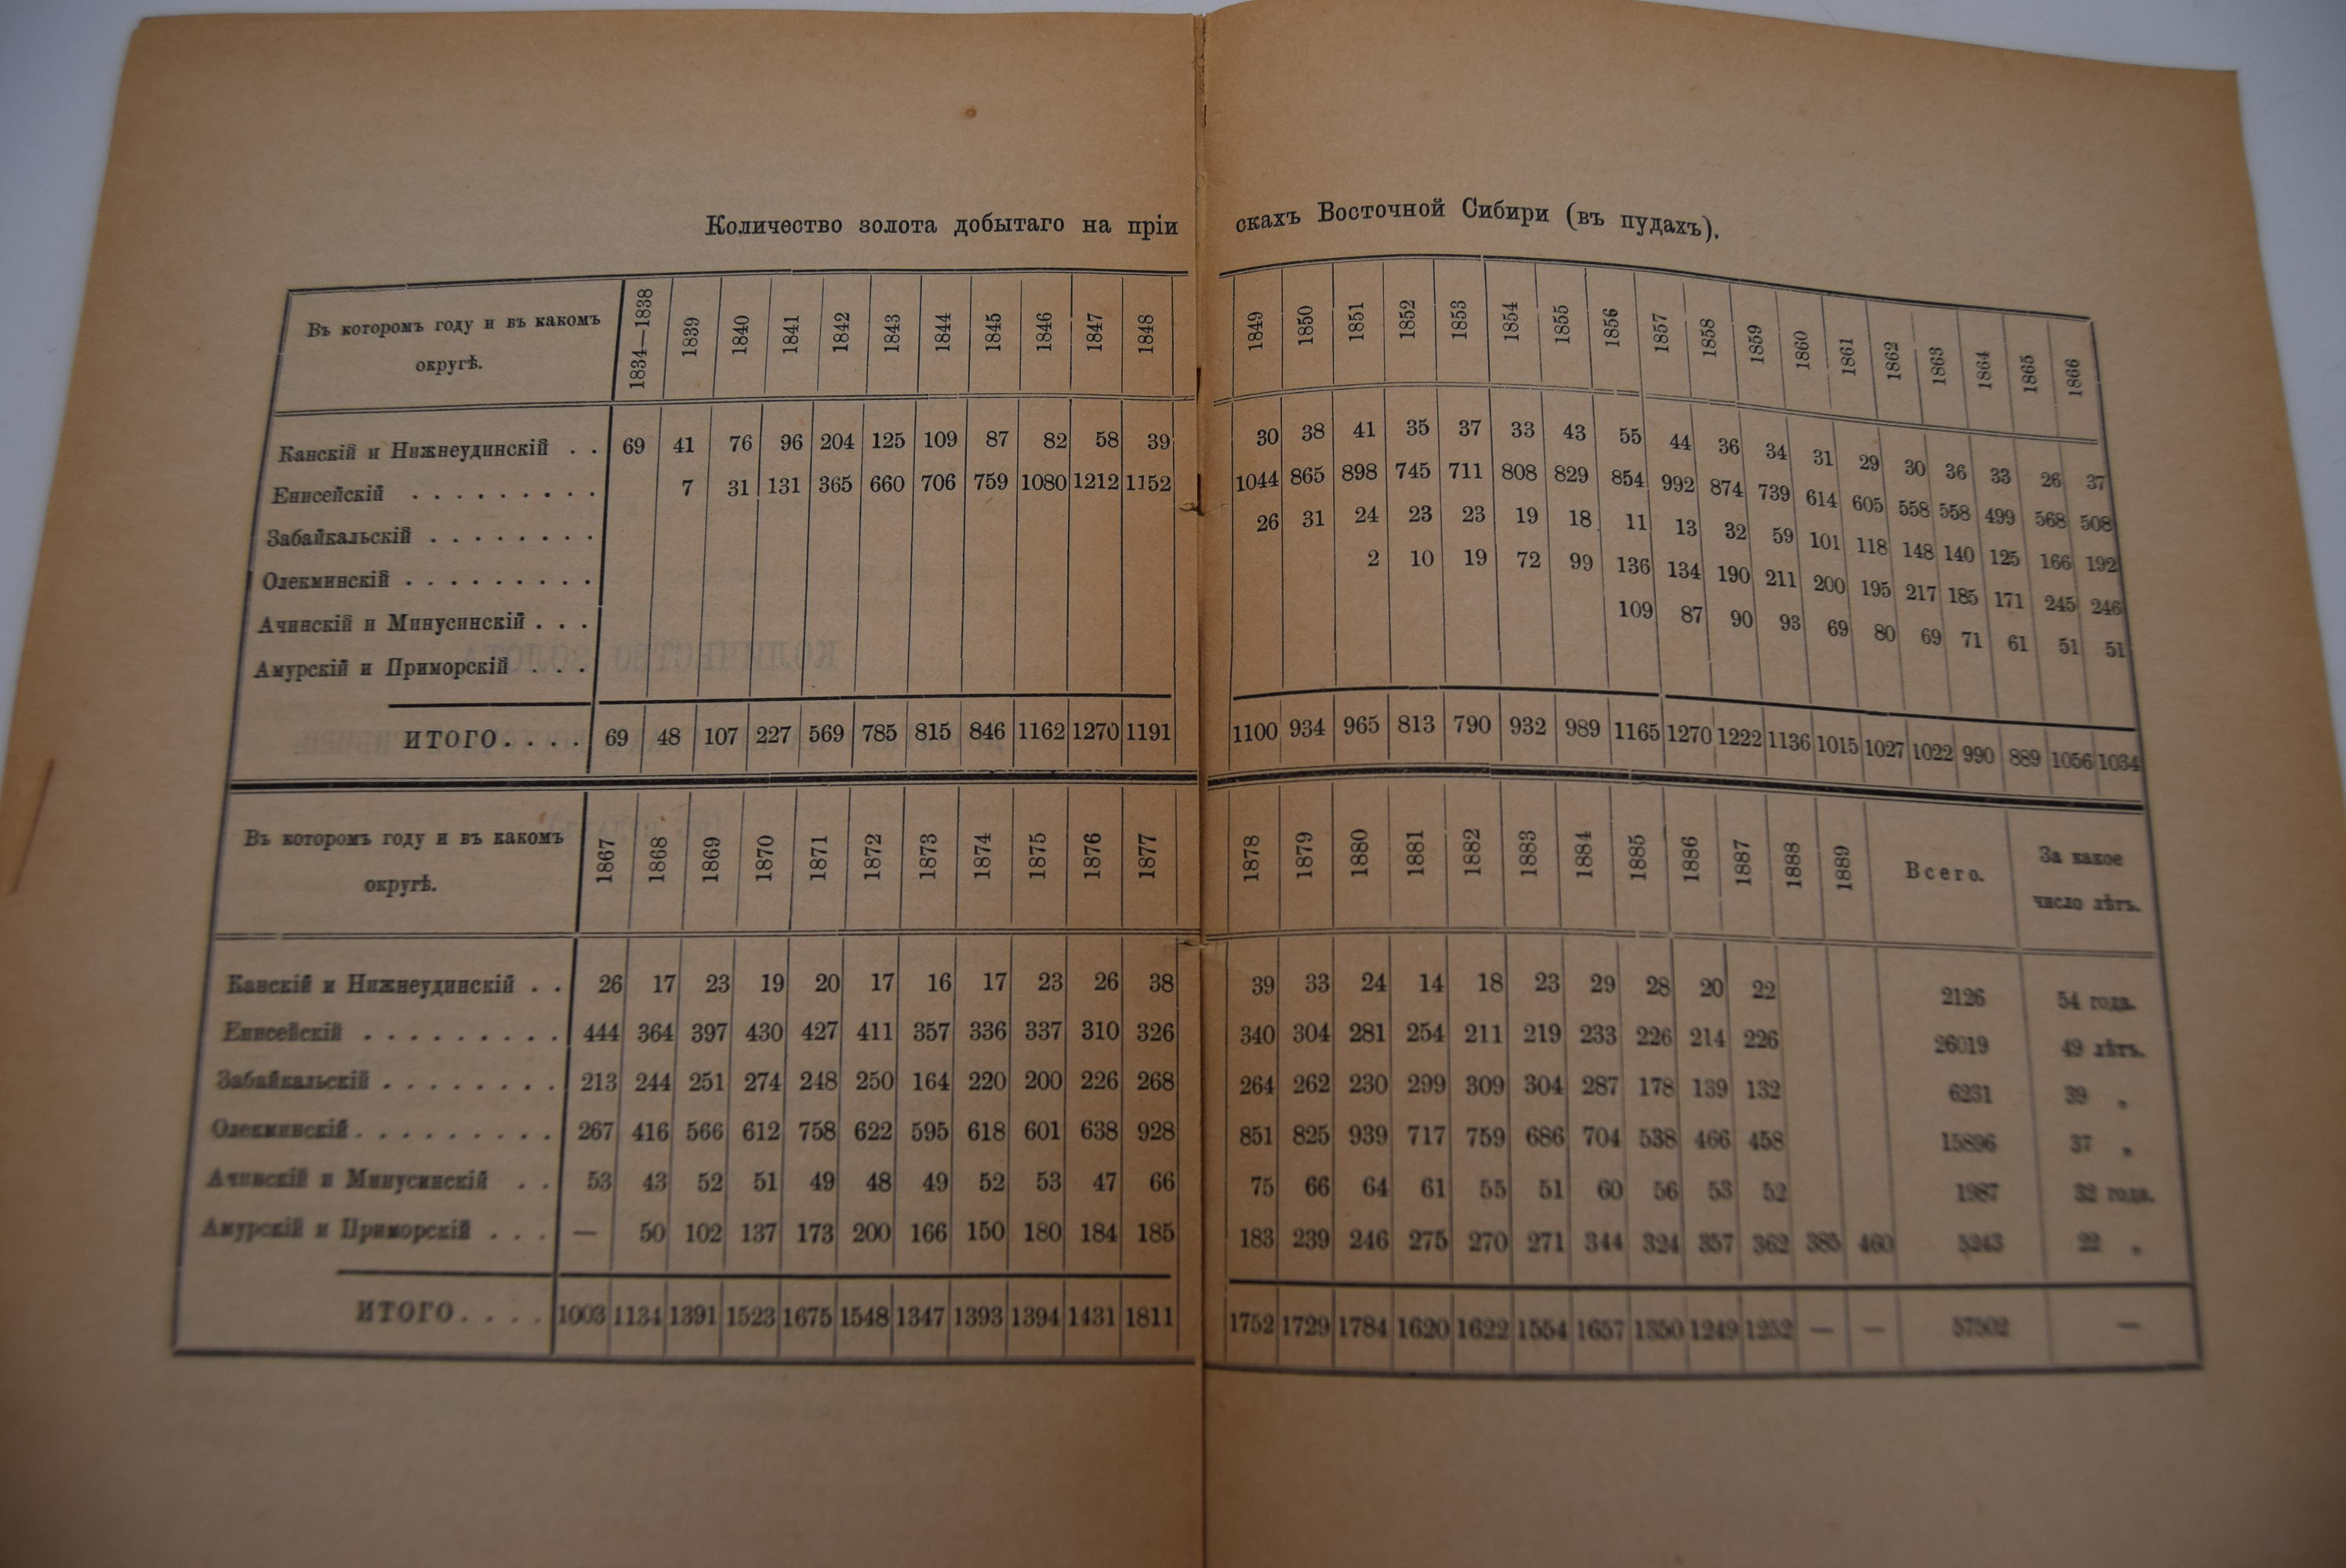 Количество золота добытаго на пріискахъ Восточной Сибири (въ пудахъ).
Въ которомъ году и въ какомъ округѣ. 1834—1838 1839 1840 1841 1842 1843 1844 1845 1846 1847 1848 1849 1850 1851 1852 1853 1854 1855 1856 1857 1858 1859 1860 1861 1862 1863 1864 1865 1866
Канскій и Нижнеудинскій . . 69 41 76 96 204 125 109 87 82 58 39 30 38 41 35 37 33 43 55 44 36 34 31 29 30 36 33 26 37
Енисейскій . . . . . . . . . 7 31 131 365 660 706 759 1080 1212 1152 1044 865 898 745 711 808 829 854 992 874 739 614 605 558 558 499 568 508
Забайкальскій . . . . . . . . 26 31 24 23 23 19 18 11 13 32 59 101 118 148 140 125 166 192
Олекминскій . . . . . . . . . 2 10 19 72 99 136 134 190 211 200 195 217 185 171 245 246
Ачинскій и Минусинскій . . . 109 87 90 93 69 80 69 71 61 51 51
Амурскій и Приморскій . . .
ИТОГО. . . . 69 48 107 227 569 785 815 846 1162 1270 1191 1100 934 965 813 790 932 989 1165 1270 1222 1136 1015 1027 1022 990 889 1056 1034
Въ которомъ году и въ какомъ округѣ. 1867 1868 1869 1870 1871 1872 1873 1874 1875 1876 1877 1878 1879 1880 1881 1882 1883 1884 1885 1886 1887 1888 1889 Всего. За какое число лѣтъ.
Канскій и Нижнеудинскій . . 26 17 23 19 20 17 16 17 23 26 38 39 33 24 14 18 23 29 28 20 22 2126 54 года.
Енисейскій . . . . . . . . . 444 364 397 430 427 411 357 336 337 310 326 340 304 281 254 211 219 233 226 214 226 26019 49 лѣтъ.
Забайкальскій . . . . . . . . 213 244 251 274 248 250 164 220 200 226 268 264 262 230 299 309 304 287 178 139 132 6231 39 „
Олекминскій . . . . . . . . . 267 416 566 612 758 622 595 618 601 638 928 851 825 939 717 759 686 704 538 466 458 15896 37 „
Ачинскій и Минусинскій . . 53 43 52 51 49 48 49 52 53 47 66 75 66 64 61 55 51 60 56 53 52 1987 32 года.
Амурскій и Приморскій . . . — 50 102 137 173 200 166 150 180 184 185 183 239 246 275 270 271 344 324 357 362 385 460 5243 22 „
ИТОГО. . . . 1003 1134 1391 1523 1675 1548 1347 1393 1394 1431 1811 1752 1729 1784 1620 1622 1554 1657 1350 1249 1252 — — 57502 —